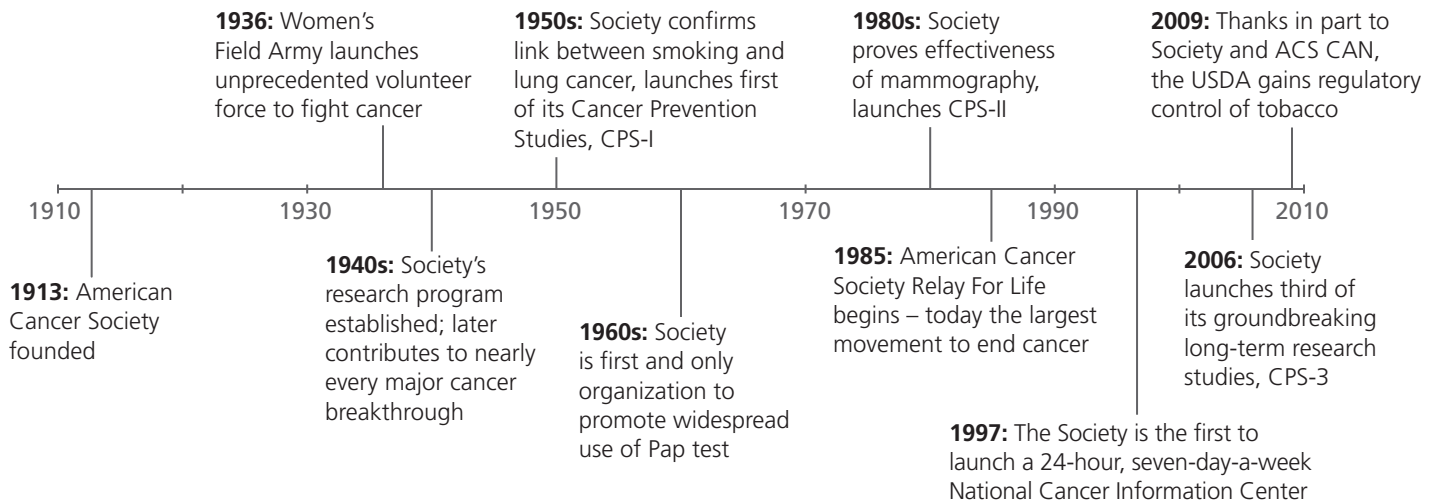 1936: Women's
Field Army launches
unprecedented volunteer
force to fight cancer
1950s: Society confirms
link between smoking and
lung cancer, launches first
of its Cancer Prevention
Studies, CPS-I
1980s: Society
proves effectiveness
of mammography,
launches CPS-II
2009: Thanks in part to
Society and ACS CAN,
the USDA gains regulatory
control of tobacco
1910
1930
1950
1970
1990
2010
1913: American
Cancer Society
founded
1940s: Society's
research program
established; later
contributes to nearly
every major cancer
breakthrough
1960s: Society
is first and only
organization to
promote widespread
use of Pap test
1985: American Cancer
Society Relay For Life
begins – today the largest
movement to end cancer
1997: The Society is the first to
launch a 24-hour, seven-day-a-week
National Cancer Information Center
2006: Society
launches third of
its groundbreaking
long-term research
studies, CPS-3